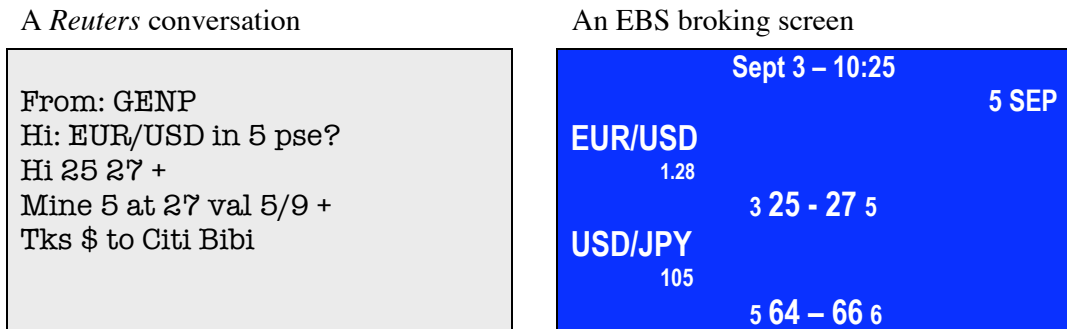 A Reuters conversation
From: GENP
Hi: EUR/USD in 5 pse?
Hi 25 27 +
Mine 5 at 27 val 5/9 +
Tks $ to Citi Bibi
An EBS broking screen
Sept 3 – 10:25
5 SEP
EUR/USD
1.28
3 25 - 27 5
USD/JPY
105
5 64 – 66 6